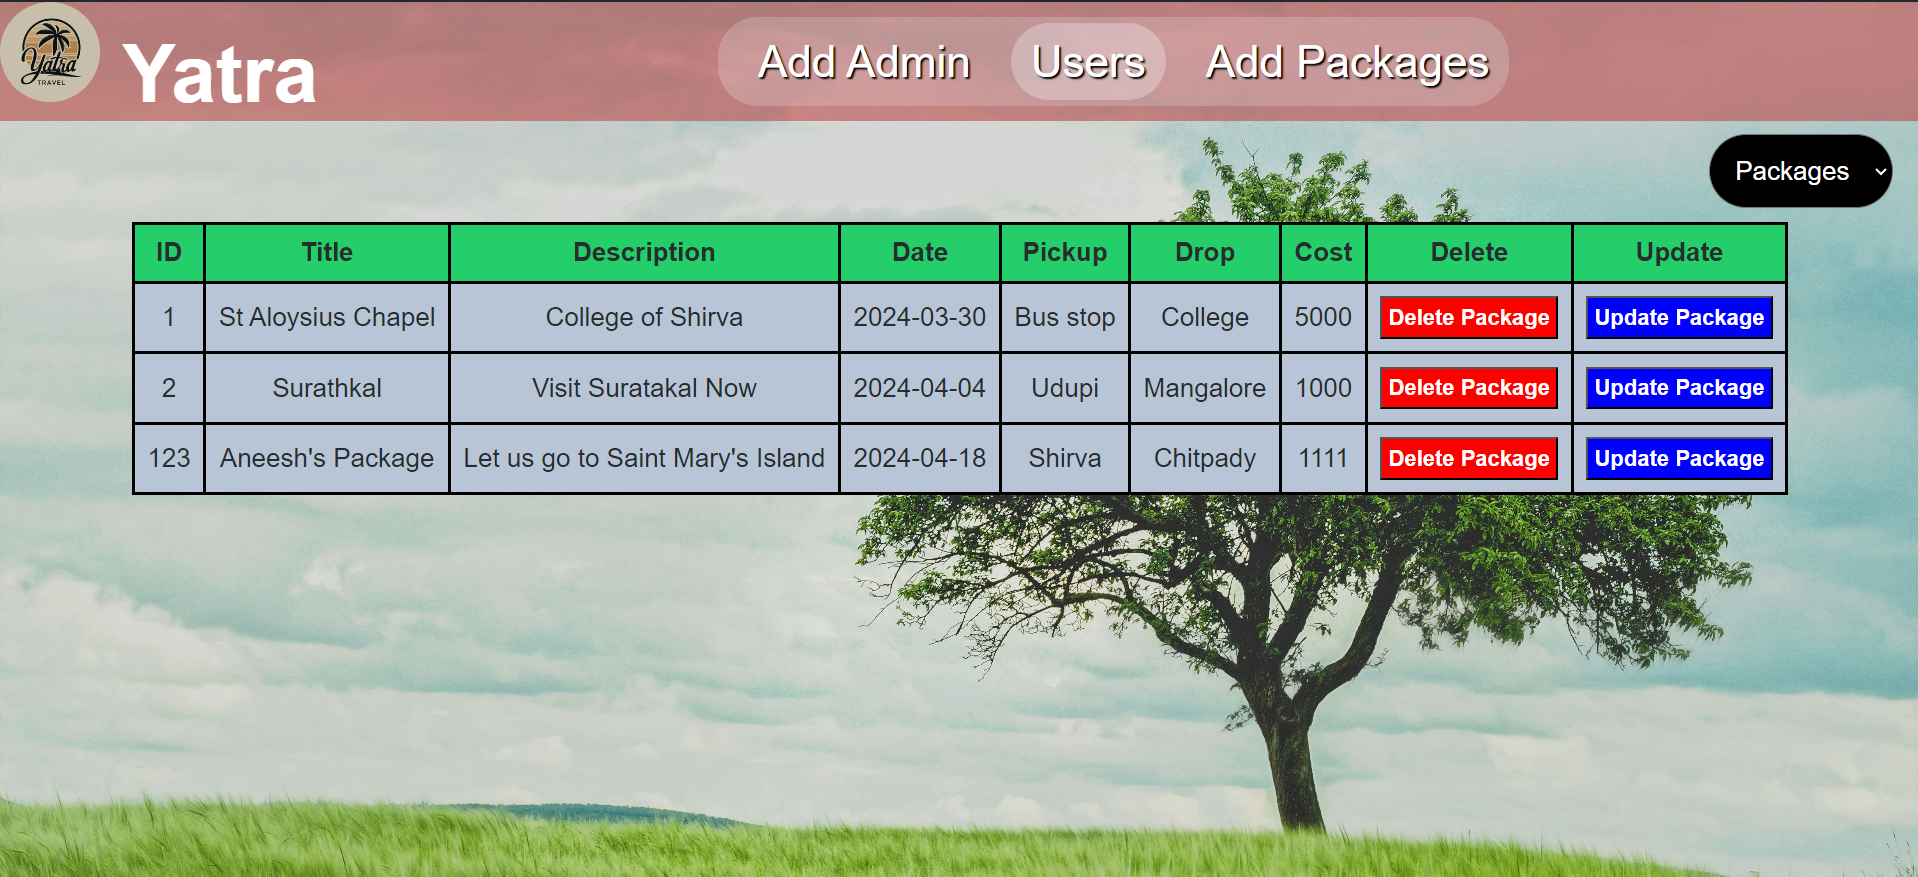 Yatra
TRAVEL
Yatra
Add Admin Users Add Packages
Packages
ID Title Description Date Pickup Drop Cost Delete Update
1 St Aloysius Chapel College of Shirva 2024-03-30 Bus stop College 5000 Delete Package Update Package
2 Surathkal Visit Suratakal Now 2024-04-04 Udupi Mangalore 1000 Delete Package Update Package
123 Aneesh's Package Let us go to Saint Mary's Island 2024-04-18 Shirva Chitpady 1111 Delete Package Update Package